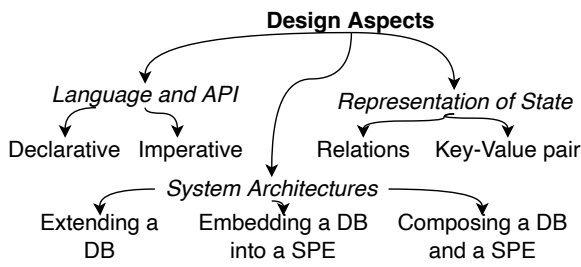 Design Aspects
Language and API
Representation of State
Declarative
Imperative
Relations
Key-Value pair
System Architectures
Extending a
DB
Embedding a DB
into a SPE
Composing a DB
and a SPE